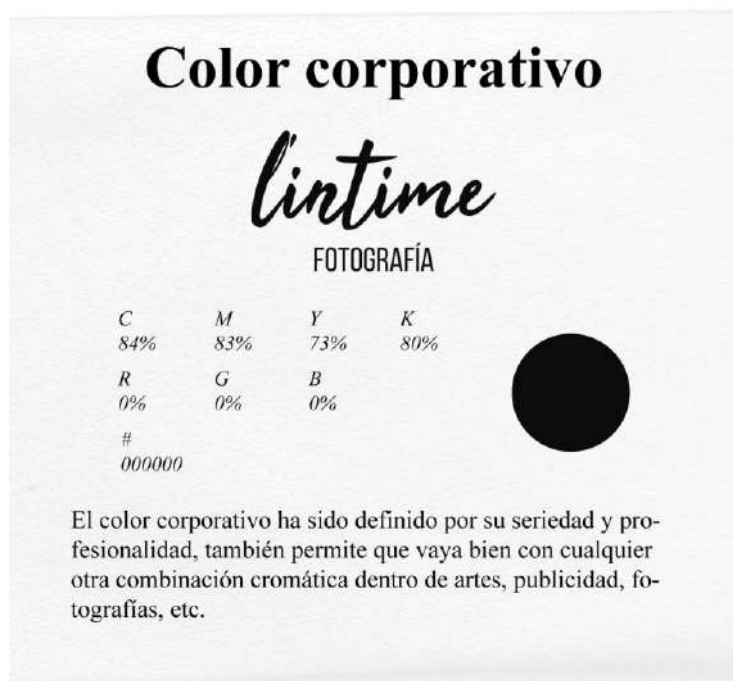 Color corporativo
l'intime
FOTOGRAFÍA
C M Y K
84% 83% 73% 80%
R G B
0% 0% 0%
#
000000
El color corporativo ha sido definido por su seriedad y pro-
fesionalidad, también permite que vaya bien con cualquier
otra combinación cromática dentro de artes, publicidad, fo-
tografías, etc.